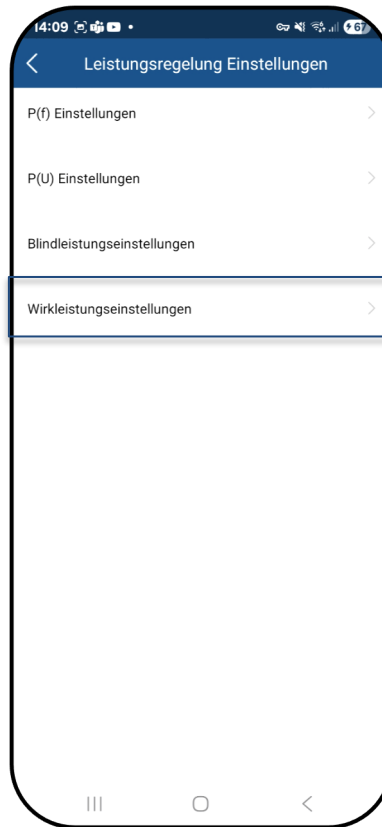 14:09
67
Leistungsregelung Einstellungen
P(f) Einstellungen
P(U) Einstellungen
Blindleistungseinstellungen
Wirkleistungseinstellungen